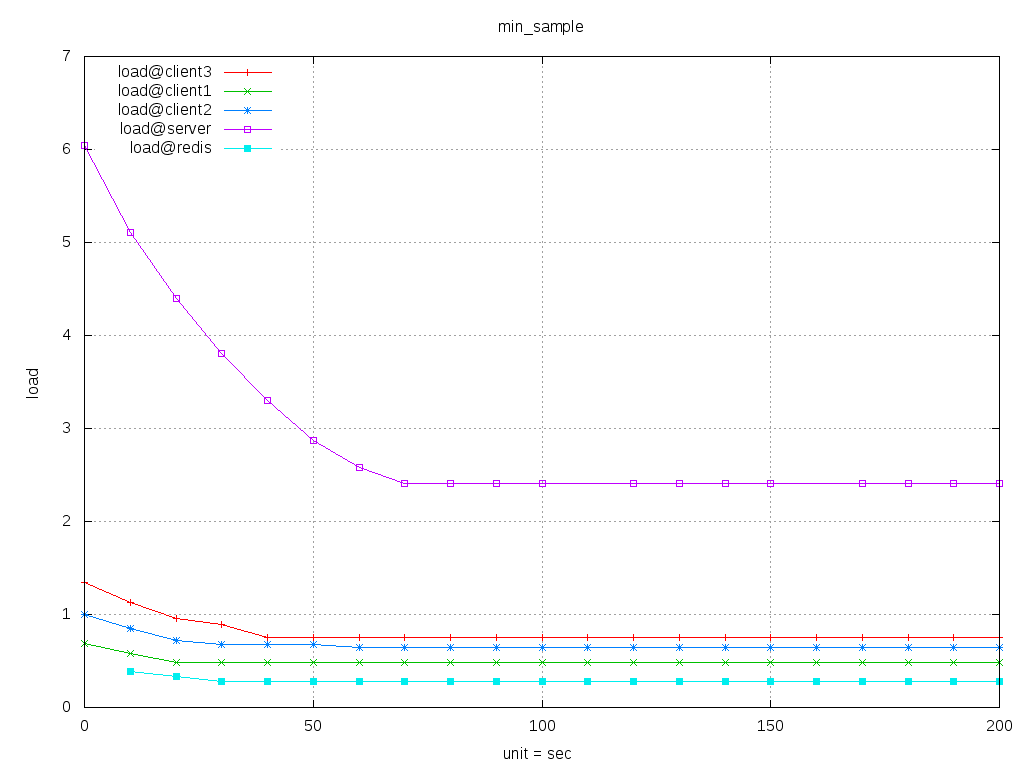 min_sample
7
load@client3
load@client1
load@client2
load@server
load@redis
6
5
4
load
3
2
1
0
0 50 100 150 200
unit = sec